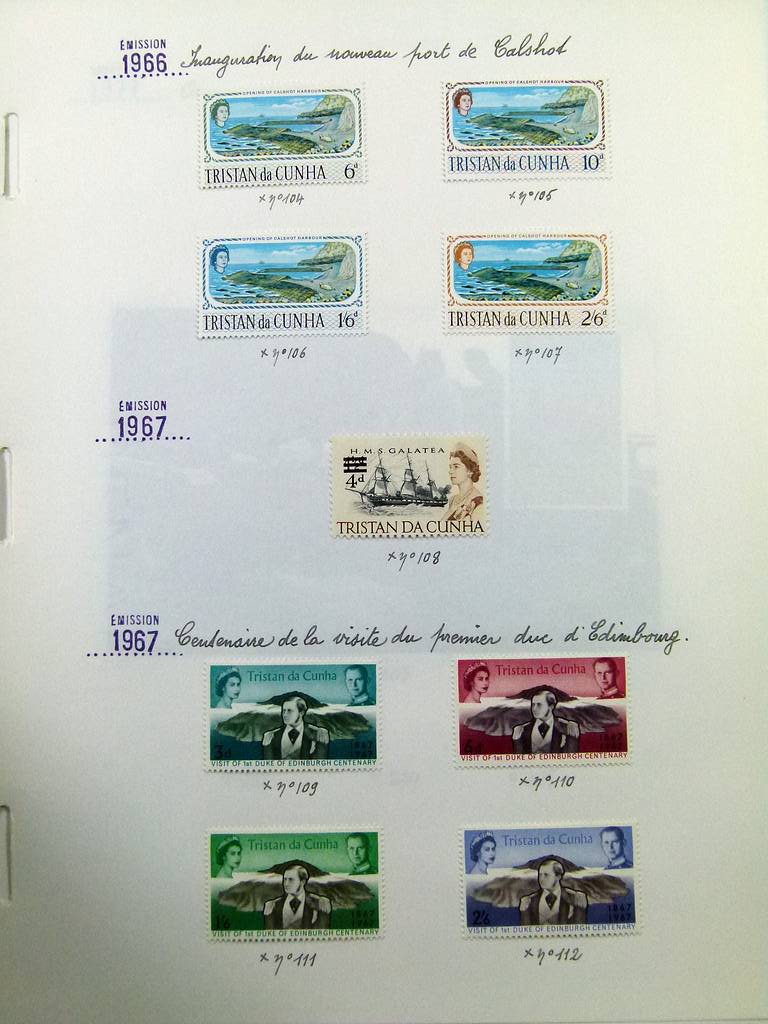 ÉMISSION
1966 Inauguration du nouveau port de Calshot
OPENING OF CALSHOT HARBOUR
TRISTAN da CUNHA 6d
x n° 104
OPENING OF CALSHOT HARBOUR
TRISTAN da CUNHA 10d
x n° 105
OPENING OF CALSHOT HARBOUR
TRISTAN da CUNHA 1'6d
x n° 106
OPENING OF CALSHOT HARBOUR
TRISTAN da CUNHA 2'6d
x n° 107
ÉMISSION
1967
H.M.S. GALATEA
4d
TRISTAN DA CUNHA
x n° 108
ÉMISSION
1967 Centenaire de la visite du premier duc d'Edimbourg.
Tristan da Cunha
1867
3d 1967
VISIT OF 1st DUKE OF EDINBURGH CENTENARY
x n° 109
Tristan da Cunha
1867
6d 1967
VISIT OF 1st DUKE OF EDINBURGH CENTENARY
x n° 110
Tristan da Cunha
1867
1/6 1967
VISIT OF 1st DUKE OF EDINBURGH CENTENARY
x n° 111
Tristan da Cunha
1867
2/6 1967
VISIT OF 1st DUKE OF EDINBURGH CENTENARY
x n° 112